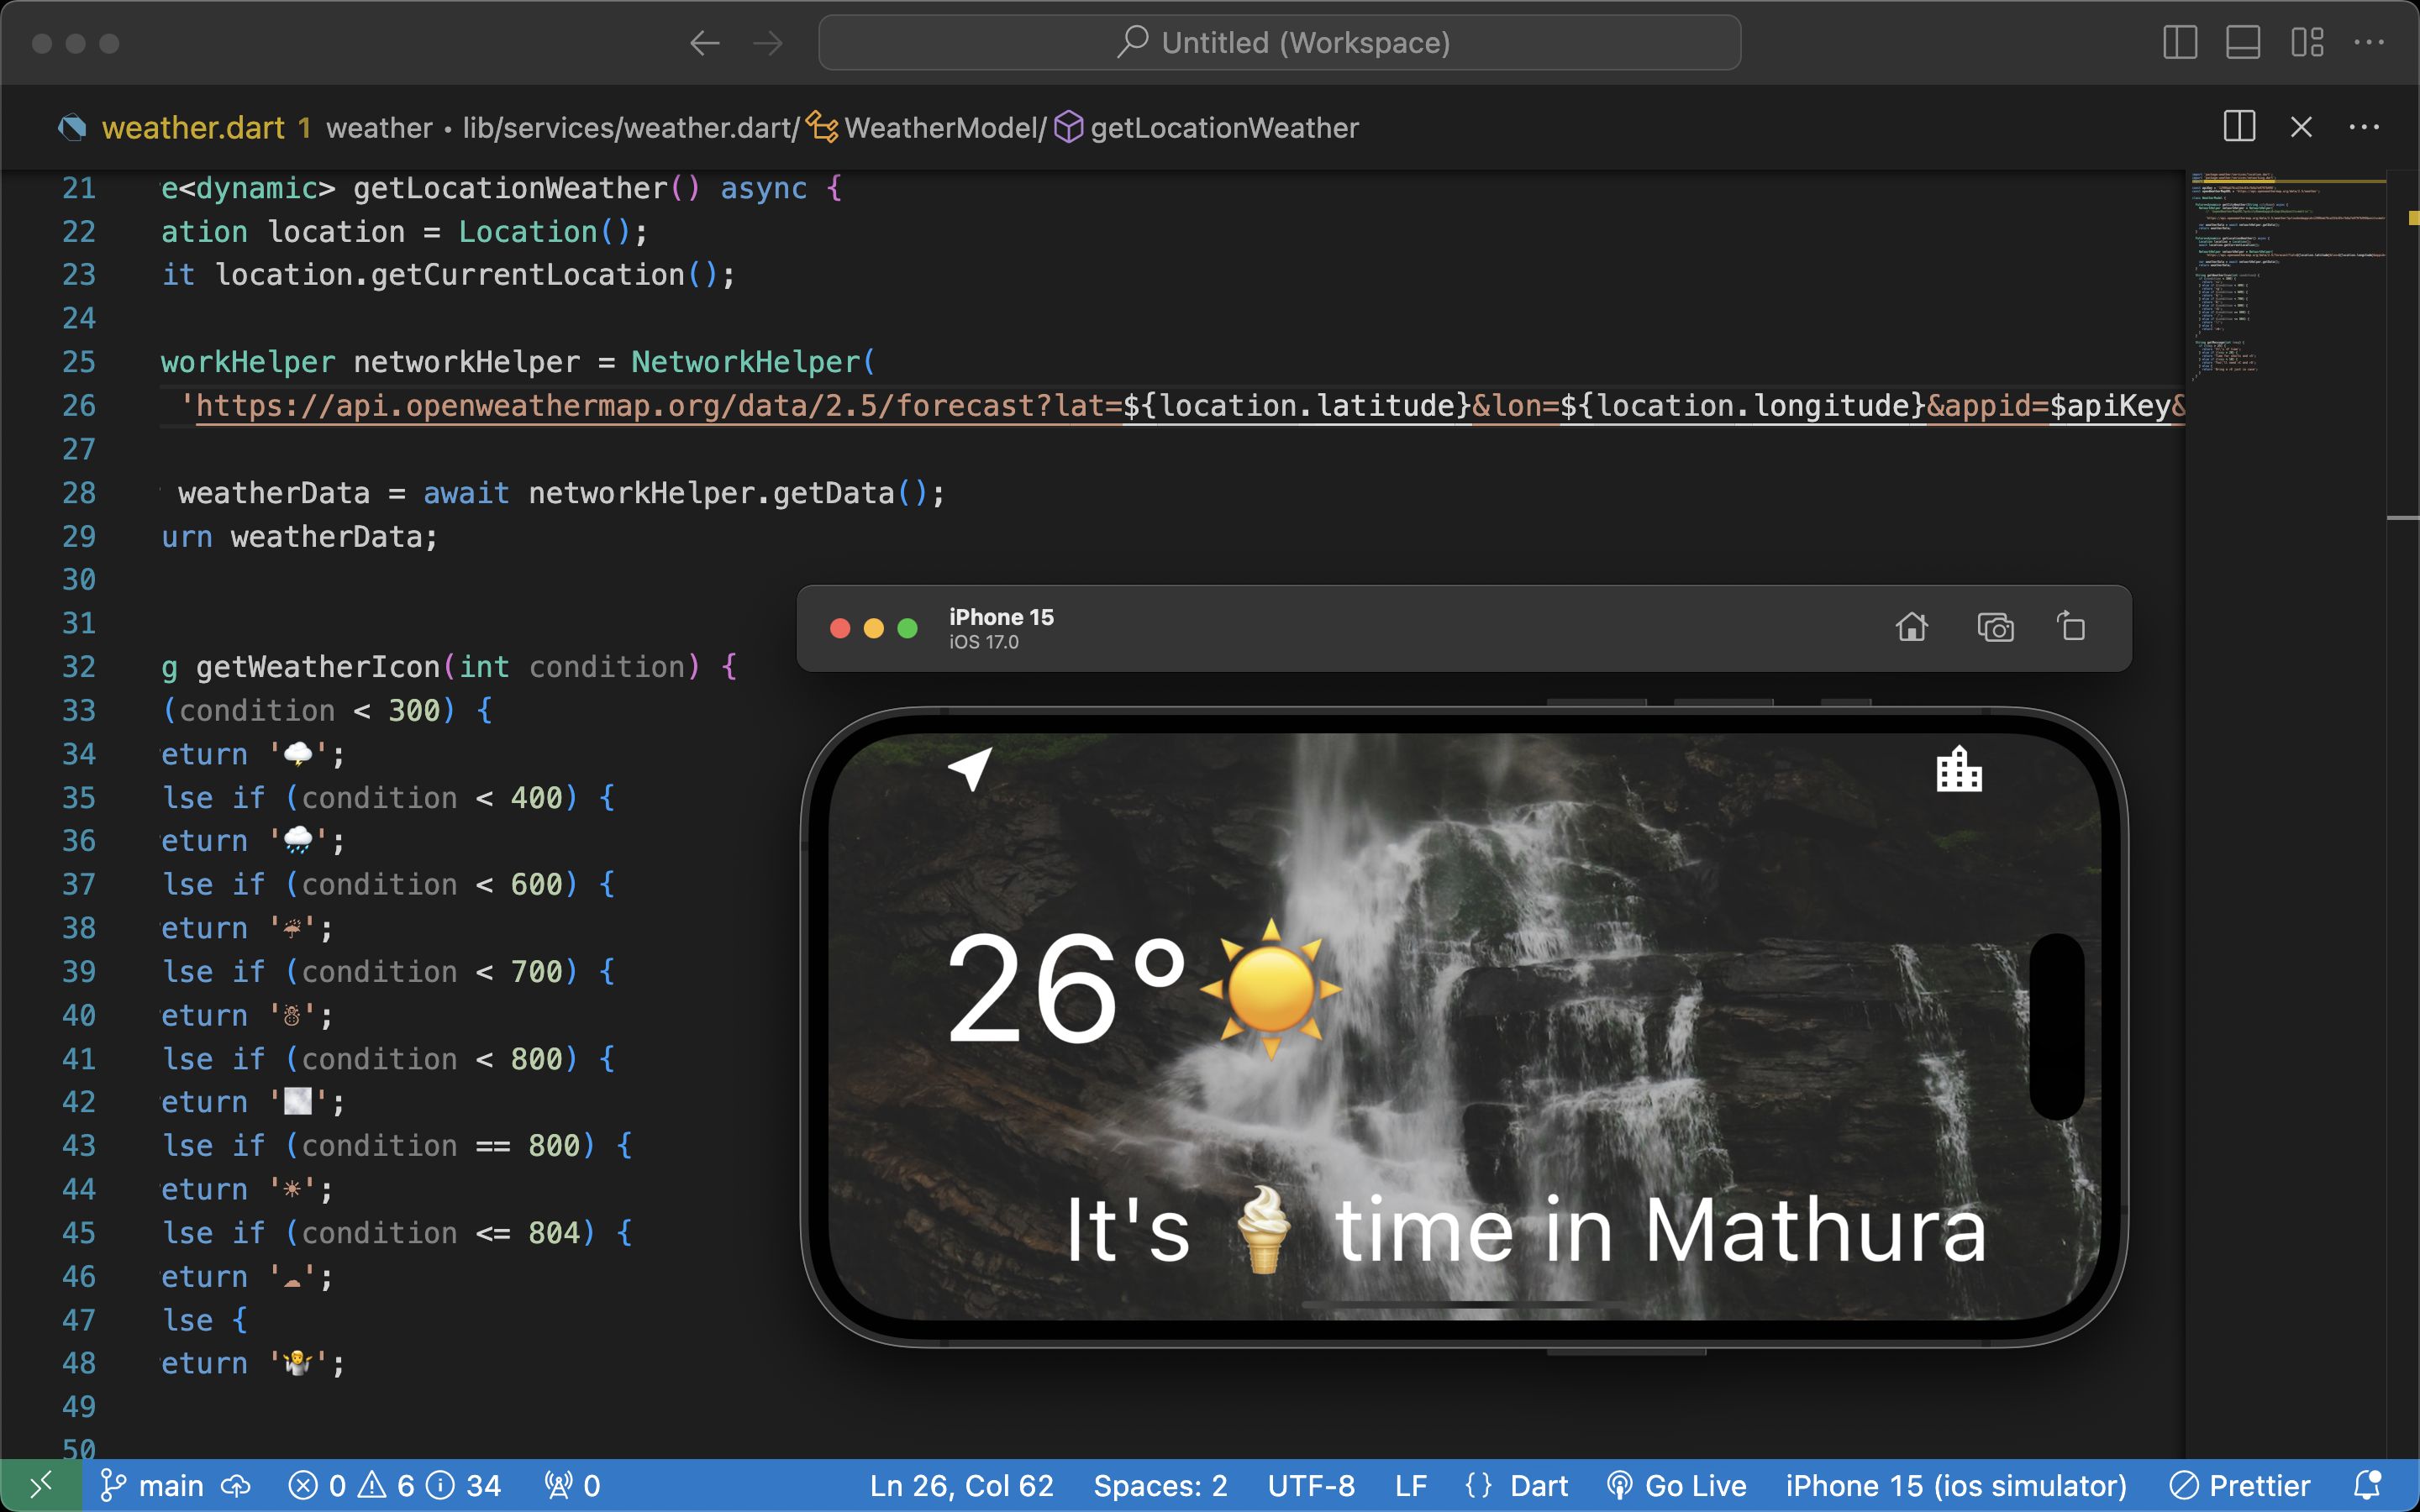 Untitled (Workspace)
weather.dart 1 weather • lib/services/weather.dart/ WeatherModel/ getLocationWeather
21 e<dynamic> getLocationWeather() async {
22 ation location = Location();
23 it location.getCurrentLocation();
24
25 workHelper networkHelper = NetworkHelper(
26 'https://api.openweathermap.org/data/2.5/forecast?lat=${location.latitude}&lon=${location.longitude}&appid=$apiKey&
27
28 weatherData = await networkHelper.getData();
29 urn weatherData;
30
31
32 g getWeatherIcon(int condition) {
33 (condition < 300) {
34 eturn '🌩';
35 lse if (condition < 400) {
36 eturn '🌧';
37 lse if (condition < 600) {
38 eturn '☔';
39 lse if (condition < 700) {
40 eturn '☃';
41 lse if (condition < 800) {
42 eturn '🌫';
43 lse if (condition == 800) {
44 eturn '☀';
45 lse if (condition <= 804) {
46 eturn '☁';
47 lse {
48 eturn '🤷';
49
50
iPhone 15
iOS 17.0
26°☀️
It's 🍦 time in Mathura
main 0 6 34 0 Ln 26, Col 62 Spaces: 2 UTF-8 LF {} Dart Go Live iPhone 15 (ios simulator) Prettier